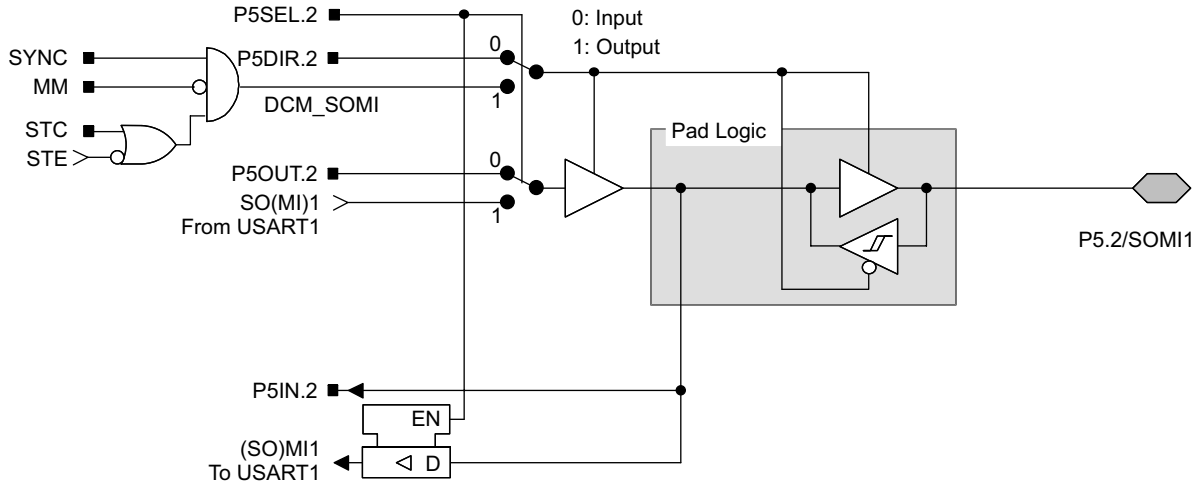 P5SEL.2
0: Input
1: Output
SYNC
P5DIR.2
0
MM
1
DCM_SOMI
STC
STE
Pad Logic
P5OUT.2
0
SO(MI)1
1
From USART1
P5.2/SOMI1
P5IN.2
EN
(SO)MI1
D
To USART1